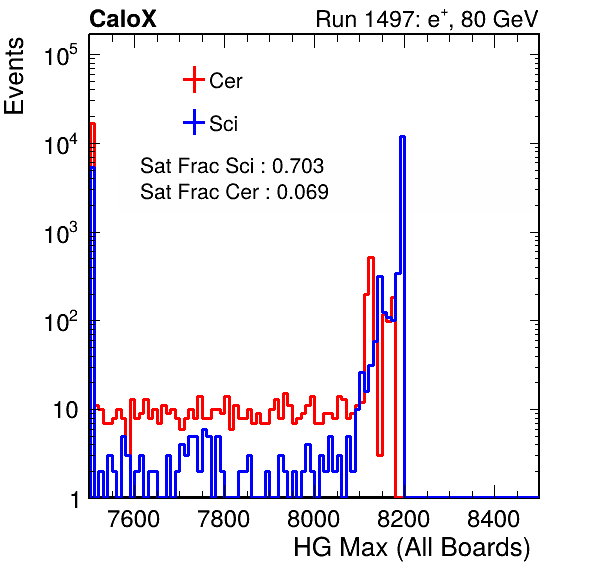 CaloX Run 1497: e⁺, 80 GeV
Events
Cer
Sci
Sat Frac Sci : 0.703
Sat Frac Cer : 0.069
10⁵
10⁴
10³
10²
10
1
7600 7800 8000 8200 8400
HG Max (All Boards)